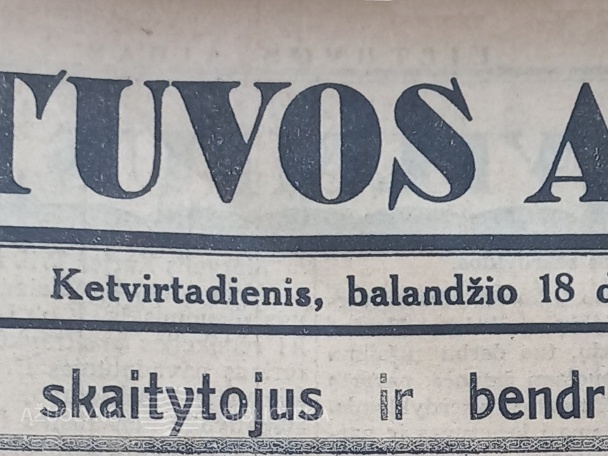 TUVOS A
Ketvirtadienis, balandžio 18 d
skaitytojus ir bendr